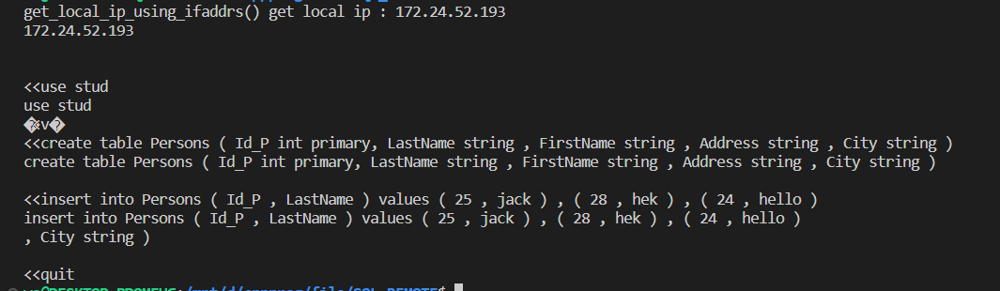 get_local_ip_using_ifaddrs() get local ip : 172.24.52.193
172.24.52.193
<<use stud
use stud
�v�
<<create table Persons ( Id_P int primary, LastName string , FirstName string , Address string , City string )
create table Persons ( Id_P int primary, LastName string , FirstName string , Address string , City string )
<<insert into Persons ( Id_P , LastName ) values ( 25 , jack ) , ( 28 , hek ) , ( 24 , hello )
insert into Persons ( Id_P , LastName ) values ( 25 , jack ) , ( 28 , hek ) , ( 24 , hello )
, City string )
<<quit